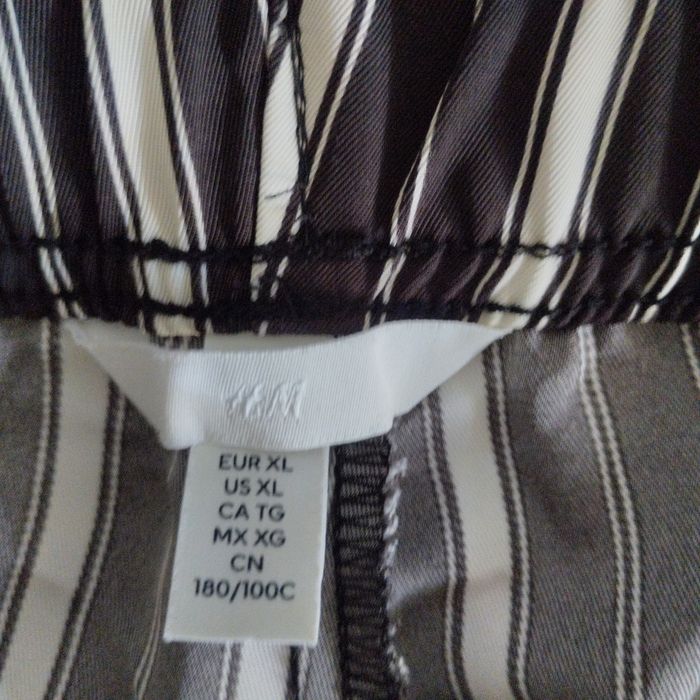 H&M
EUR XL
US XL
CA TG
MX XG
CN
180/100C